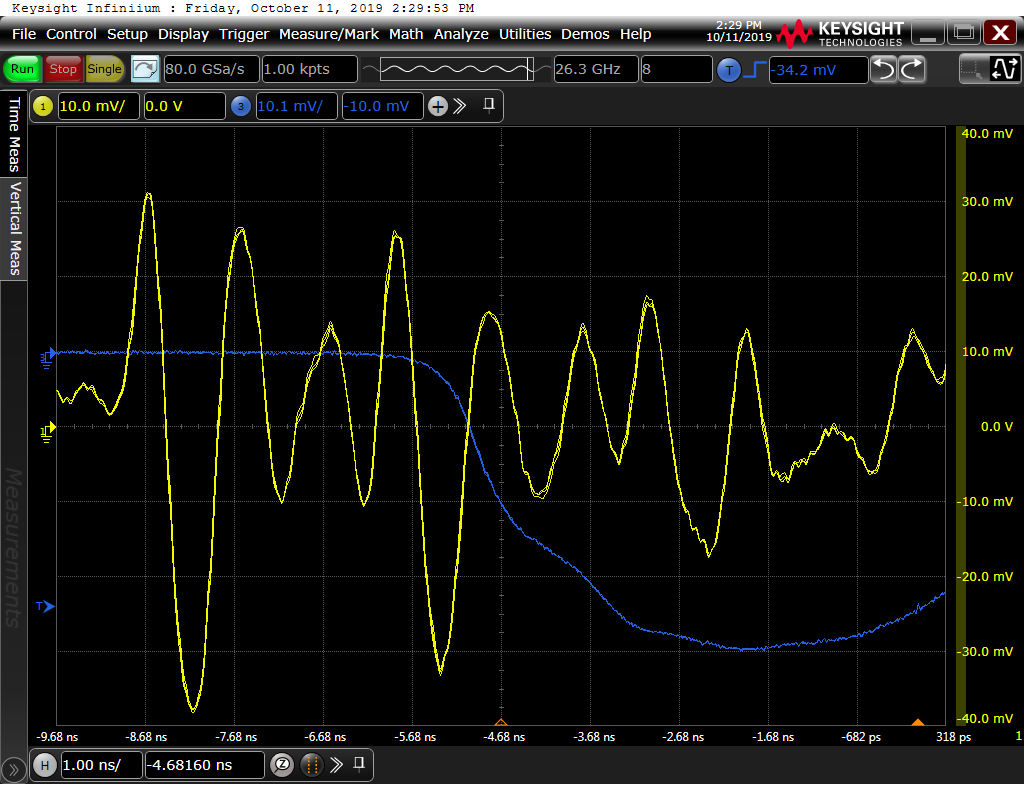 Keysight Infiniium : Friday, October 11, 2019 2:29:53 PM
File Control Setup Display Trigger Measure/Mark Math Analyze Utilities Demos Help
2:29 PM
10/11/2019
KEYSIGHT
TECHNOLOGIES
X
Run Stop Single 80.0 GSa/s 1.00 kpts 26.3 GHz 8 T -34.2 mV
1 10.0 mV/ 0.0 V 3 10.1 mV/ -10.0 mV +
Time Meas
Vertical Meas
Measurements
40.0 mV
30.0 mV
20.0 mV
10.0 mV
0.0 V
-10.0 mV
-20.0 mV
-30.0 mV
-40.0 mV
3
1
T
-9.68 ns -8.68 ns -7.68 ns -6.68 ns -5.68 ns -4.68 ns -3.68 ns -2.68 ns -1.68 ns -682 ps 318 ps 1
H 1.00 ns/ -4.68160 ns Z